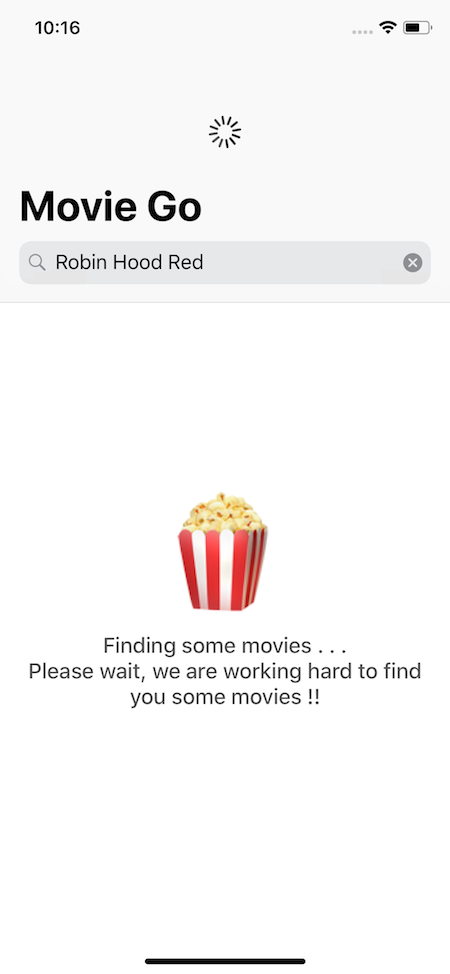 10:16
Movie Go
Robin Hood Red
Finding some movies . . .
Please wait, we are working hard to find
you some movies !!